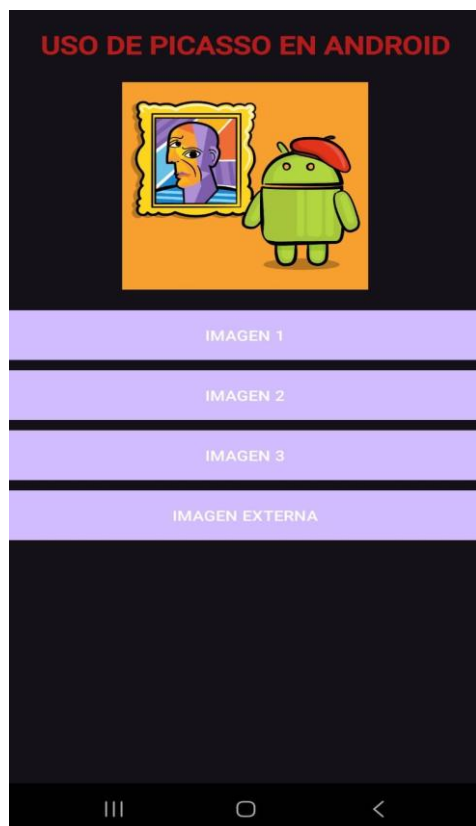 USO DE PICASSO EN ANDROID
IMAGEN 1
IMAGEN 2
IMAGEN 3
IMAGEN EXTERNA